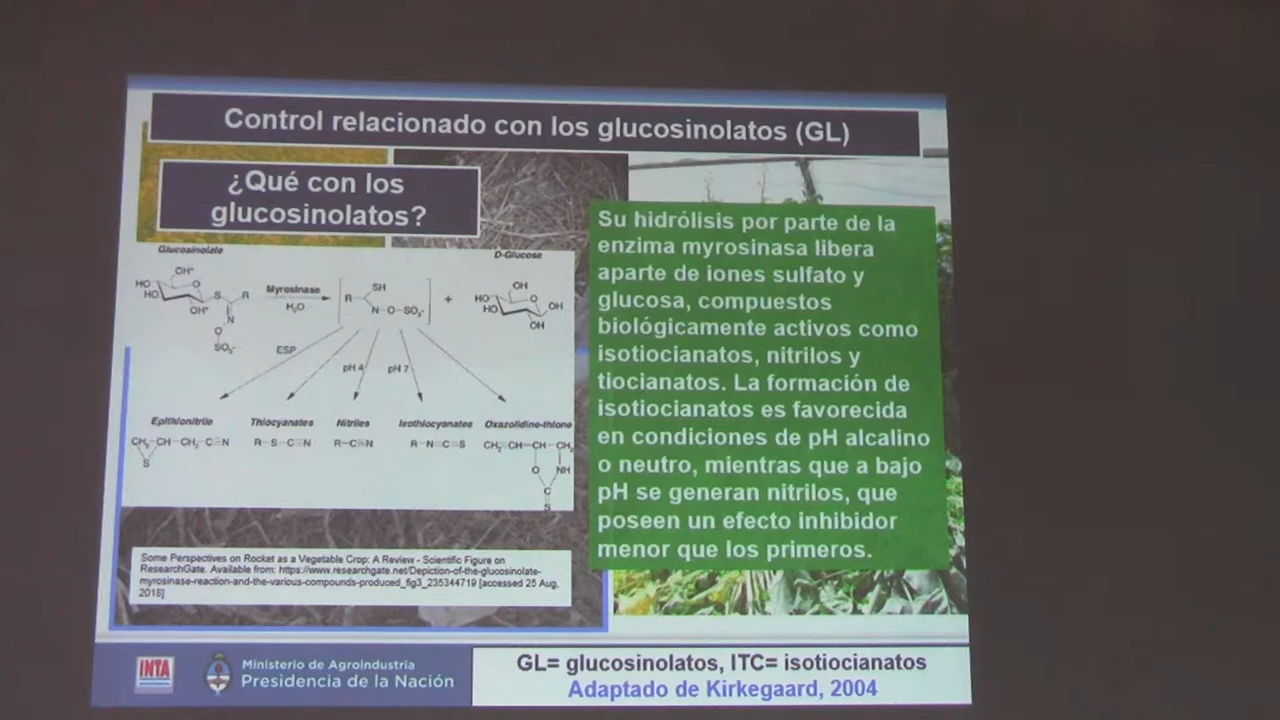 Control relacionado con los glucosinolatos (GL)
¿Qué con los
glucosinolatos?
Glucosinolate
D-Glucose
Myrosinase
H₂O
ESP
pH 4
pH 7
Epithionitrile
Thiocyanates
Nitriles
Isothiocyanates
Oxazolidine-thione
R-S-C≡N
R-C≡N
R-N=C=S
Su hidrólisis por parte de la
enzima myrosinasa libera
aparte de iones sulfato y
glucosa, compuestos
biológicamente activos como
isotiocianatos, nitrilos y
tiocianatos. La formación de
isotiocianatos es favorecida
en condiciones de pH alcalino
o neutro, mientras que a bajo
pH se generan nitrilos, que
poseen un efecto inhibidor
menor que los primeros.
Some Perspectives on Rocket as a Vegetable Crop: A Review - Scientific Figure on
ResearchGate. Available from: https://www.researchgate.net/Depiction-of-the-glucosinolate-
myrosinase-reaction-and-the-various-compounds-produced_fig3_235344719 [accessed 25 Aug,
2018]
INTA
Ministerio de Agroindustria
Presidencia de la Nación
GL= glucosinolatos, ITC= isotiocianatos
Adaptado de Kirkegaard, 2004